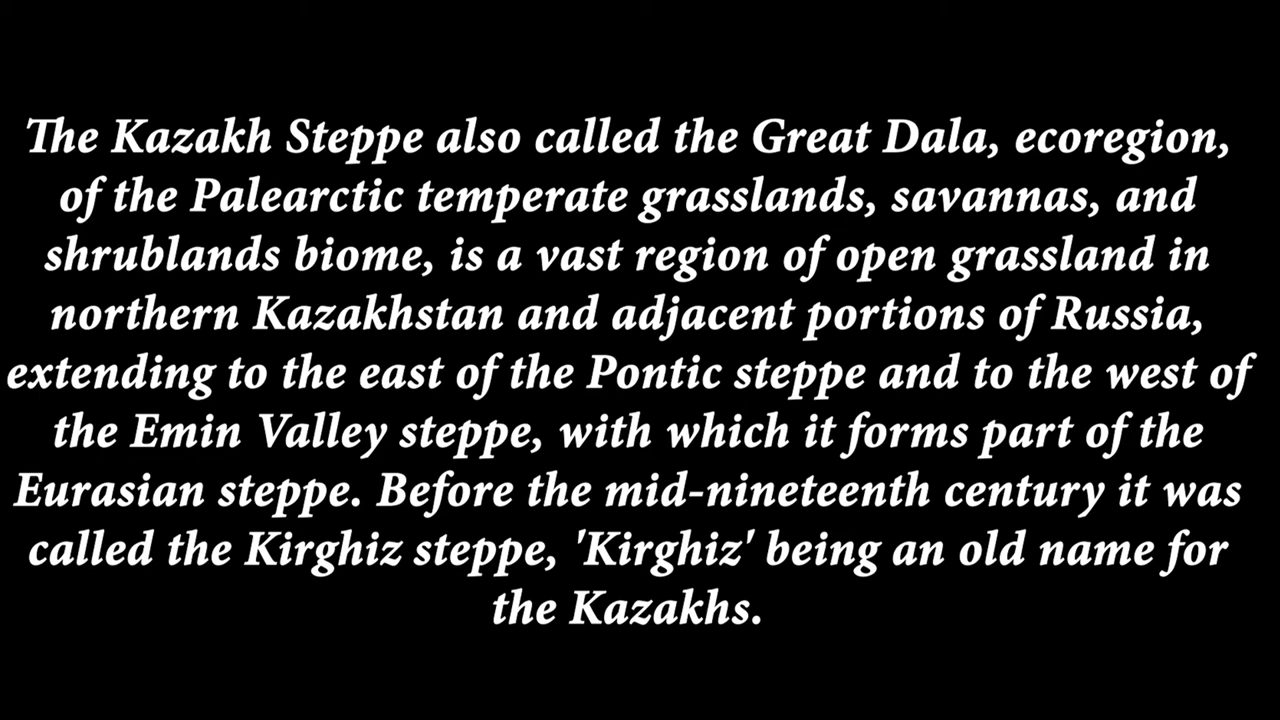 The Kazakh Steppe also called the Great Dala, ecoregion,
of the Palearctic temperate grasslands, savannas, and
shrublands biome, is a vast region of open grassland in
northern Kazakhstan and adjacent portions of Russia,
extending to the east of the Pontic steppe and to the west of
the Emin Valley steppe, with which it forms part of the
Eurasian steppe. Before the mid-nineteenth century it was
called the Kirghiz steppe, 'Kirghiz' being an old name for
the Kazakhs.